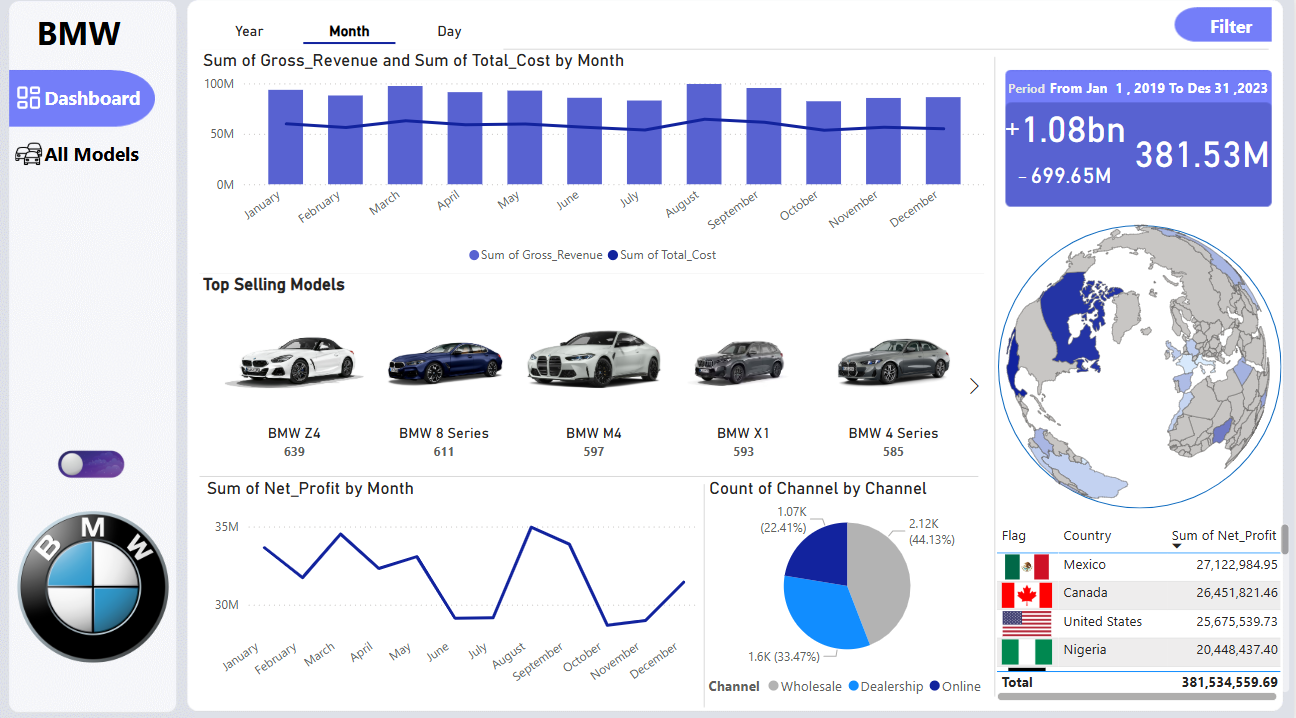 BMW
Dashboard
All Models
B M W
Year Month Day
Filter
Sum of Gross_Revenue and Sum of Total_Cost by Month
100M
50M
0M
January February March April May June July August September October November December
Sum of Gross_Revenue Sum of Total_Cost
Period From Jan 1 , 2019 To Des 31 ,2023
+1.08bn
381.53M
- 699.65M
Top Selling Models
BMW Z4 BMW 8 Series BMW M4 BMW X1 BMW 4 Series
639 611 597 593 585
Sum of Net_Profit by Month
35M
30M
January February March April May June July August September October November December
Count of Channel by Channel
1.07K
(22.41%)
2.12K
(44.13%)
1.6K (33.47%)
Channel Wholesale Dealership Online
Flag Country Sum of Net_Profit
Mexico 27,122,984.95
Canada 26,451,821.46
United States 25,675,539.73
Nigeria 20,448,437.40
Total 381,534,559.69